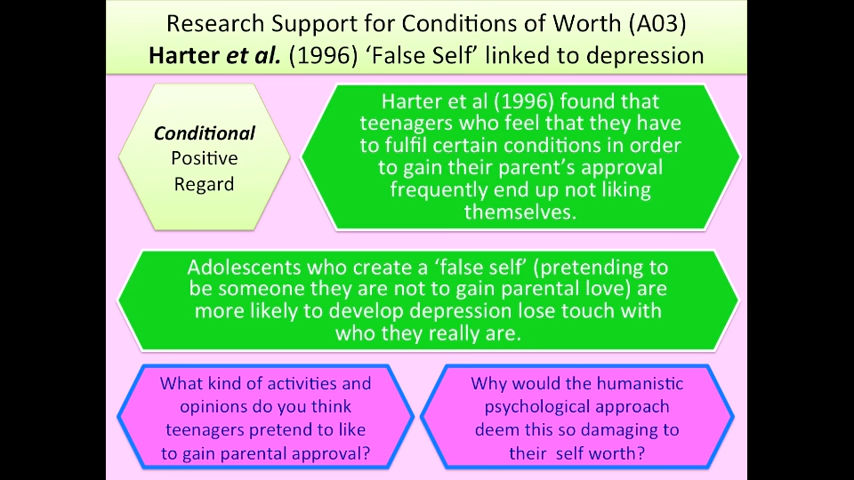 Research Support for Conditions of Worth (A03)
Harter et al. (1996) ‘False Self’ linked to depression
Conditional
Positive
Regard
Harter et al (1996) found that
teenagers who feel that they have
to fulfil certain conditions in order
to gain their parent’s approval
frequently end up not liking
themselves.
Adolescents who create a ‘false self’ (pretending to
be someone they are not to gain parental love) are
more likely to develop depression lose touch with
who they really are.
What kind of activities and
opinions do you think
teenagers pretend to like
to gain parental approval?
Why would the humanistic
psychological approach
deem this so damaging to
their self worth?